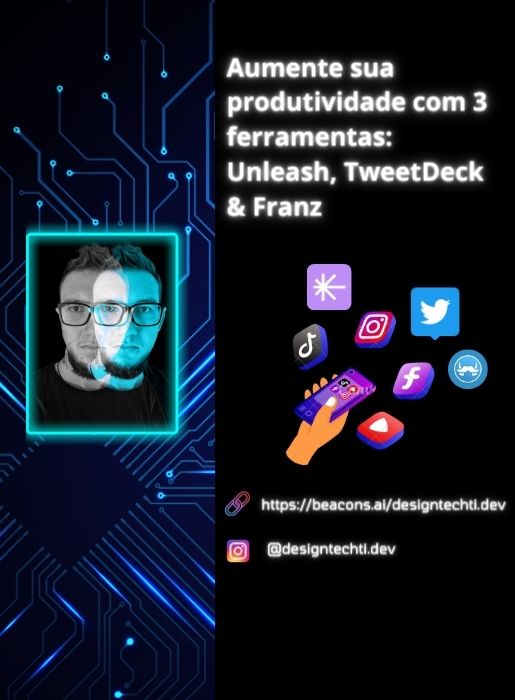 Aumente sua
produtividade com 3
ferramentas:
Unleash, TweetDeck
& Franz
https://beacons.ai/designtechti.dev
@designtechti.dev